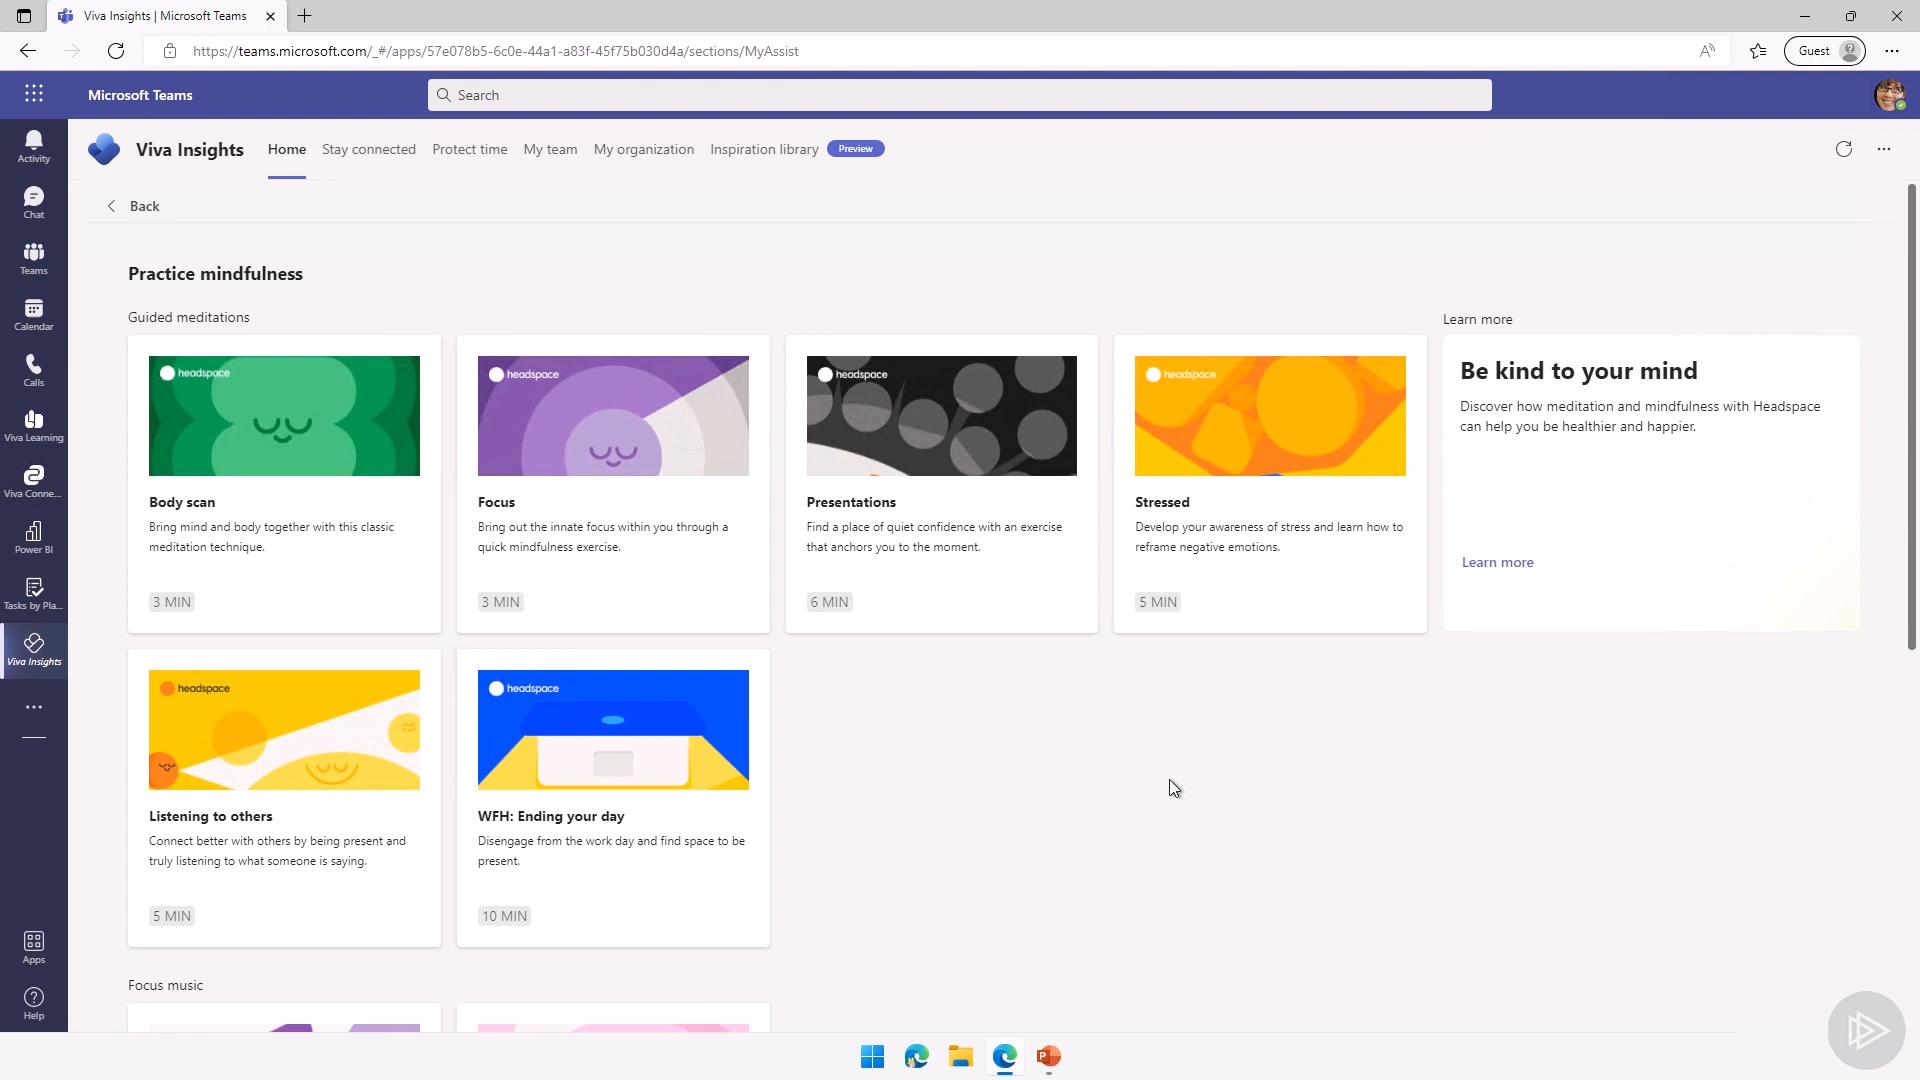 Viva Insights | Microsoft Teams
https://teams.microsoft.com/_#/apps/57e078b5-6c0e-44a1-a83f-45f75b030d4a/sections/MyAssist
Guest
Microsoft Teams
Search
Activity
Chat
Teams
Calendar
Calls
Viva Learning
Viva Conne...
Power BI
Tasks by Pla...
Viva Insights
Apps
Help
Viva Insights
Home
Stay connected
Protect time
My team
My organization
Inspiration library
Preview
Back
Practice mindfulness
Guided meditations
headspace
Body scan
Bring mind and body together with this classic
meditation technique.
3 MIN
headspace
Focus
Bring out the innate focus within you through a
quick mindfulness exercise.
3 MIN
headspace
Presentations
Find a place of quiet confidence with an exercise
that anchors you to the moment.
6 MIN
headspace
Stressed
Develop your awareness of stress and learn how to
reframe negative emotions.
5 MIN
Learn more
Be kind to your mind
Discover how meditation and mindfulness with Headspace
can help you be healthier and happier.
Learn more
headspace
Listening to others
Connect better with others by being present and
truly listening to what someone is saying.
5 MIN
headspace
WFH: Ending your day
Disengage from the work day and find space to be
present.
10 MIN
Focus music